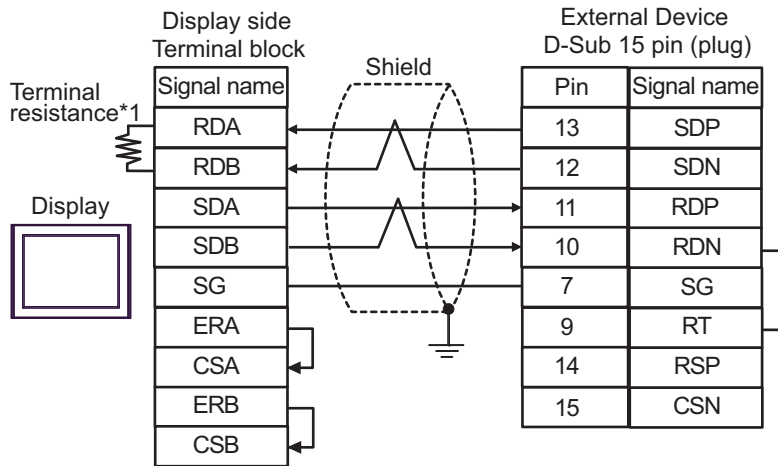 Display side
Terminal block
External Device
D-Sub 15 pin (plug)
Shield
Terminal
resistance*1
Display
Signal name
RDA
RDB
SDA
SDB
SG
ERA
CSA
ERB
CSB
Pin Signal name
13 SDP
12 SDN
11 RDP
10 RDN
7 SG
9 RT
14 RSP
15 CSN